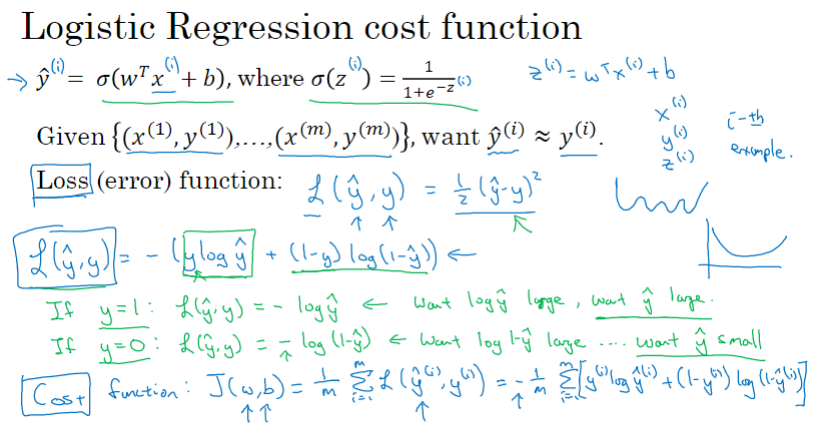 Logistic Regression cost function
→ ŷ^(i) = σ(w^T x^(i) + b), where σ(z^(i)) = 1/(1+e^(-z^(i)))    z^(i) = w^T x^(i) + b
x^(i)
y^(i)
z^(i)
i-th
example.
Given {(x^(1), y^(1)),...,(x^(m), y^(m))}, want ŷ^(i) ≈ y^(i).
Loss (error) function: ℒ(ŷ, y) = ½(ŷ-y)²
ℒ(ŷ, y) = - (y log ŷ + (1-y) log(1-ŷ)) ←
If y=1: ℒ(ŷ, y) = - log ŷ ← want log ŷ large, want ŷ large.
If y=0: ℒ(ŷ, y) = - log(1-ŷ) ← want log 1-ŷ large .... want ŷ small
Cost function: J(w,b) = 1/m Σ_{i=1}^{m} ℒ(ŷ^(i), y^(i)) = - 1/m Σ_{i=1}^{m} [y^(i) log ŷ^(i) + (1-y^(i)) log(1-ŷ^(i))]